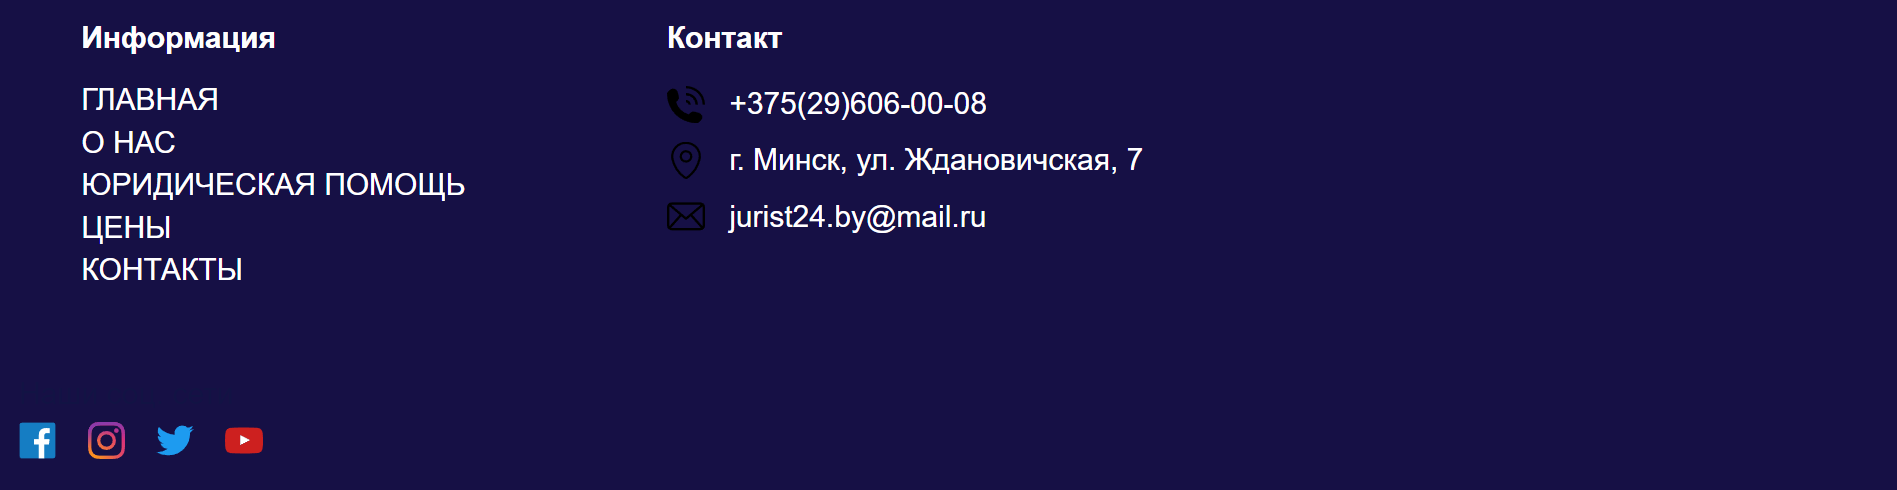 Информация
ГЛАВНАЯ
О НАС
ЮРИДИЧЕСКАЯ ПОМОЩЬ
ЦЕНЫ
КОНТАКТЫ
Контакт
+375(29)606-00-08
г. Минск, ул. Ждановичская, 7
jurist24.by@mail.ru